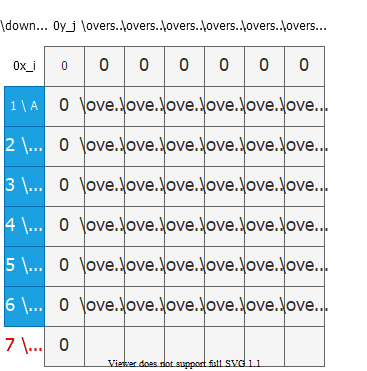 \down... 0y_j \overs... \overs... \overs... \overs... \overs... \overs...
0x_i 0 0 0 0 0 0 0
1 \ A 0 \ove... \ove... \ove... \ove... \ove... \ove...
2 \... 0 \ove... \ove... \ove... \ove... \ove... \ove...
3 \... 0 \ove... \ove... \ove... \ove... \ove... \ove...
4 \... 0 \ove... \ove... \ove... \ove... \ove... \ove...
5 \... 0 \ove... \ove... \ove... \ove... \ove... \ove...
6 \... 0 \ove... \ove... \ove... \ove... \ove... \ove...
7 \... 0
Viewer does not support full SVG 1.1